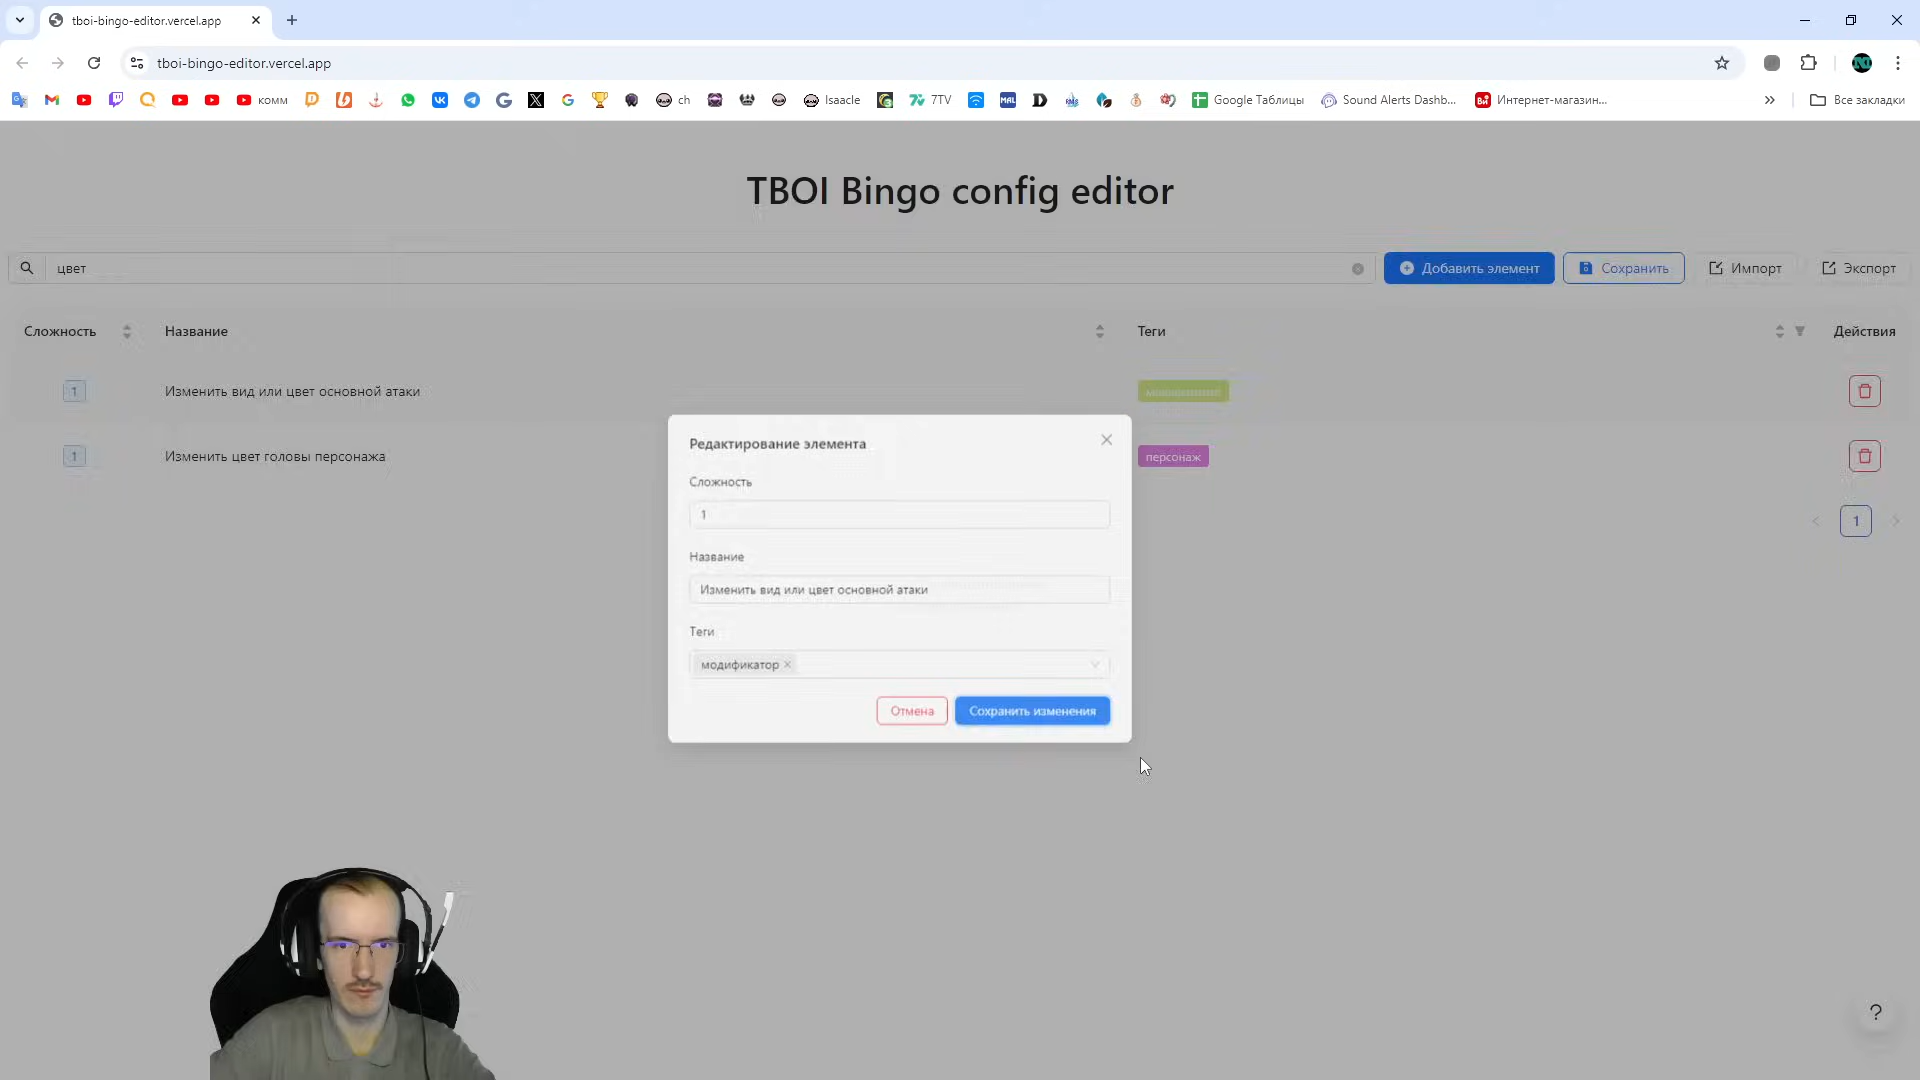 tboi-bingo-editor.vercel.app
tboi-bingo-editor.vercel.app
комм
ch
Isaacle
7TV
MAL
Google Таблицы
Sound Alerts Dashb...
Интернет-магазин...
Все закладки
TBOI Bingo config editor
цвет
Добавить элемент
Сохранить
Импорт
Экспорт
Сложность
Название
Теги
Действия
1
Изменить вид или цвет основной атаки
1
Изменить цвет головы персонажа
персонаж
1
Редактирование элемента
Сложность
1
Название
Изменить вид или цвет основной атаки
Теги
модификатор
Отмена
Сохранить изменения
?